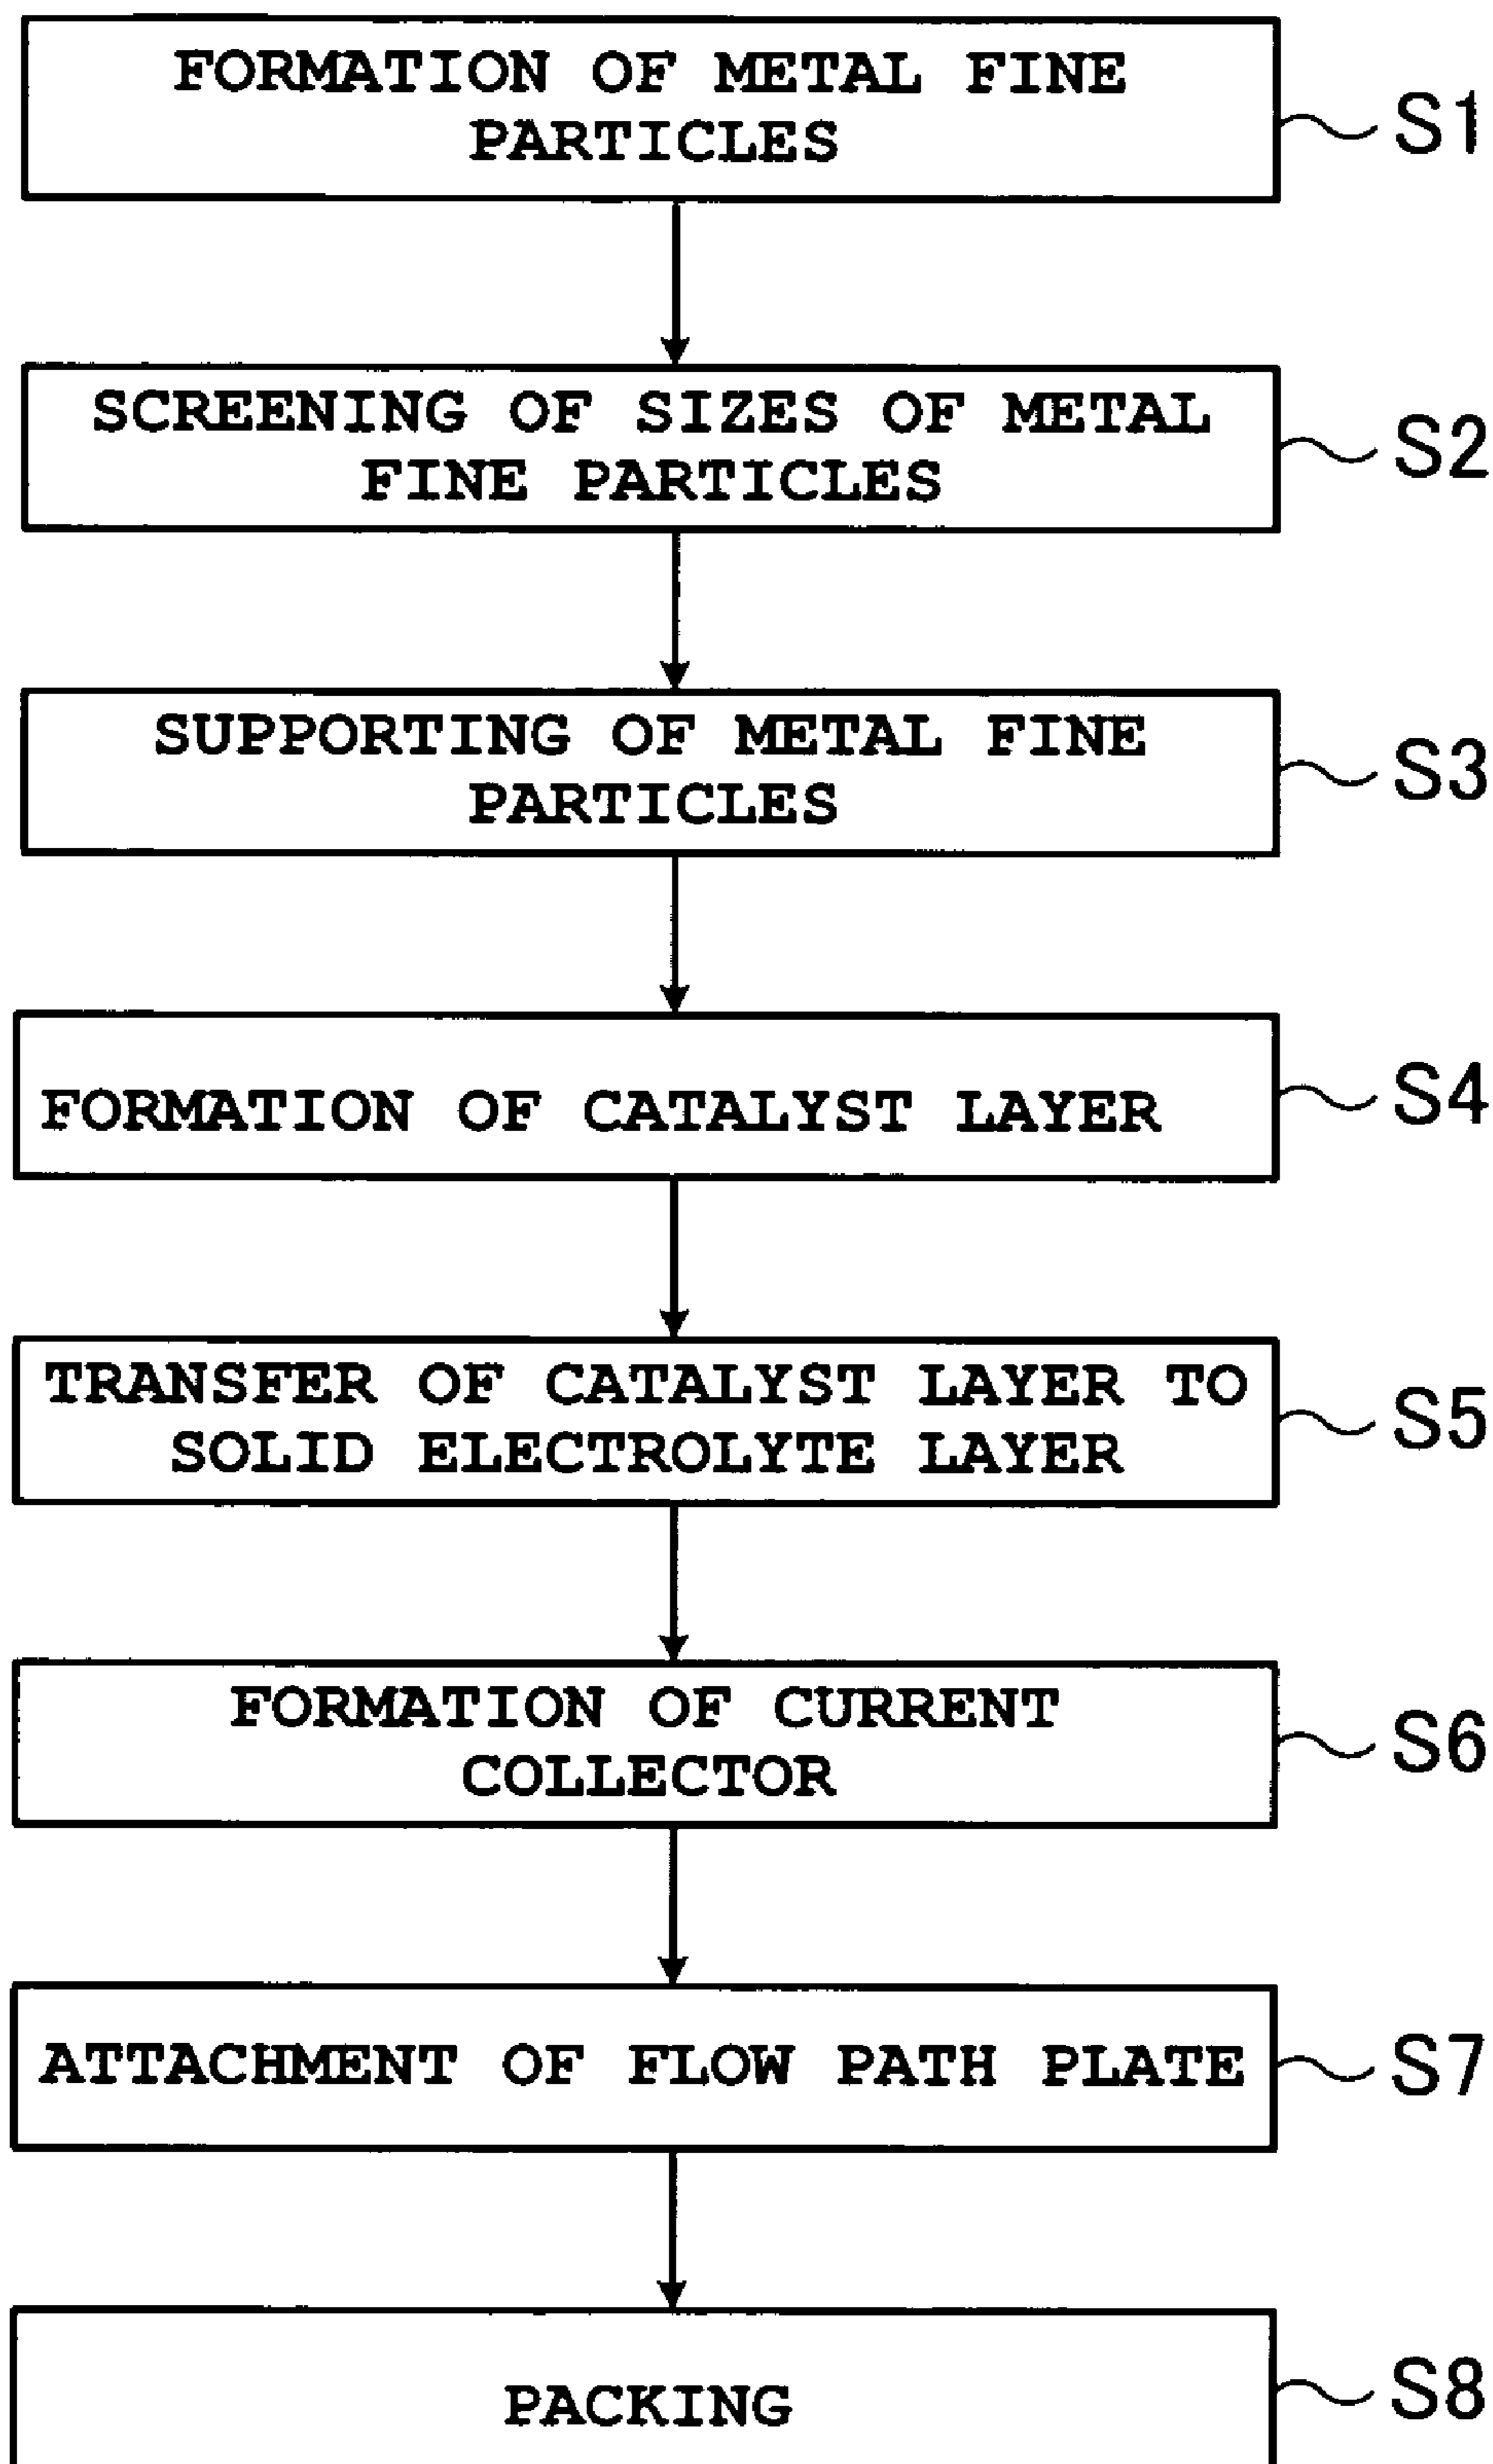 FORMATION OF METAL FINE
PARTICLES
S1
SCREENING OF SIZES OF METAL
FINE PARTICLES
S2
SUPPORTING OF METAL FINE
PARTICLES
S3
FORMATION OF CATALYST LAYER
S4
TRANSFER OF CATALYST LAYER TO
SOLID ELECTROLYTE LAYER
S5
FORMATION OF CURRENT
COLLECTOR
S6
ATTACHMENT OF FLOW PATH PLATE
S7
PACKING
S8